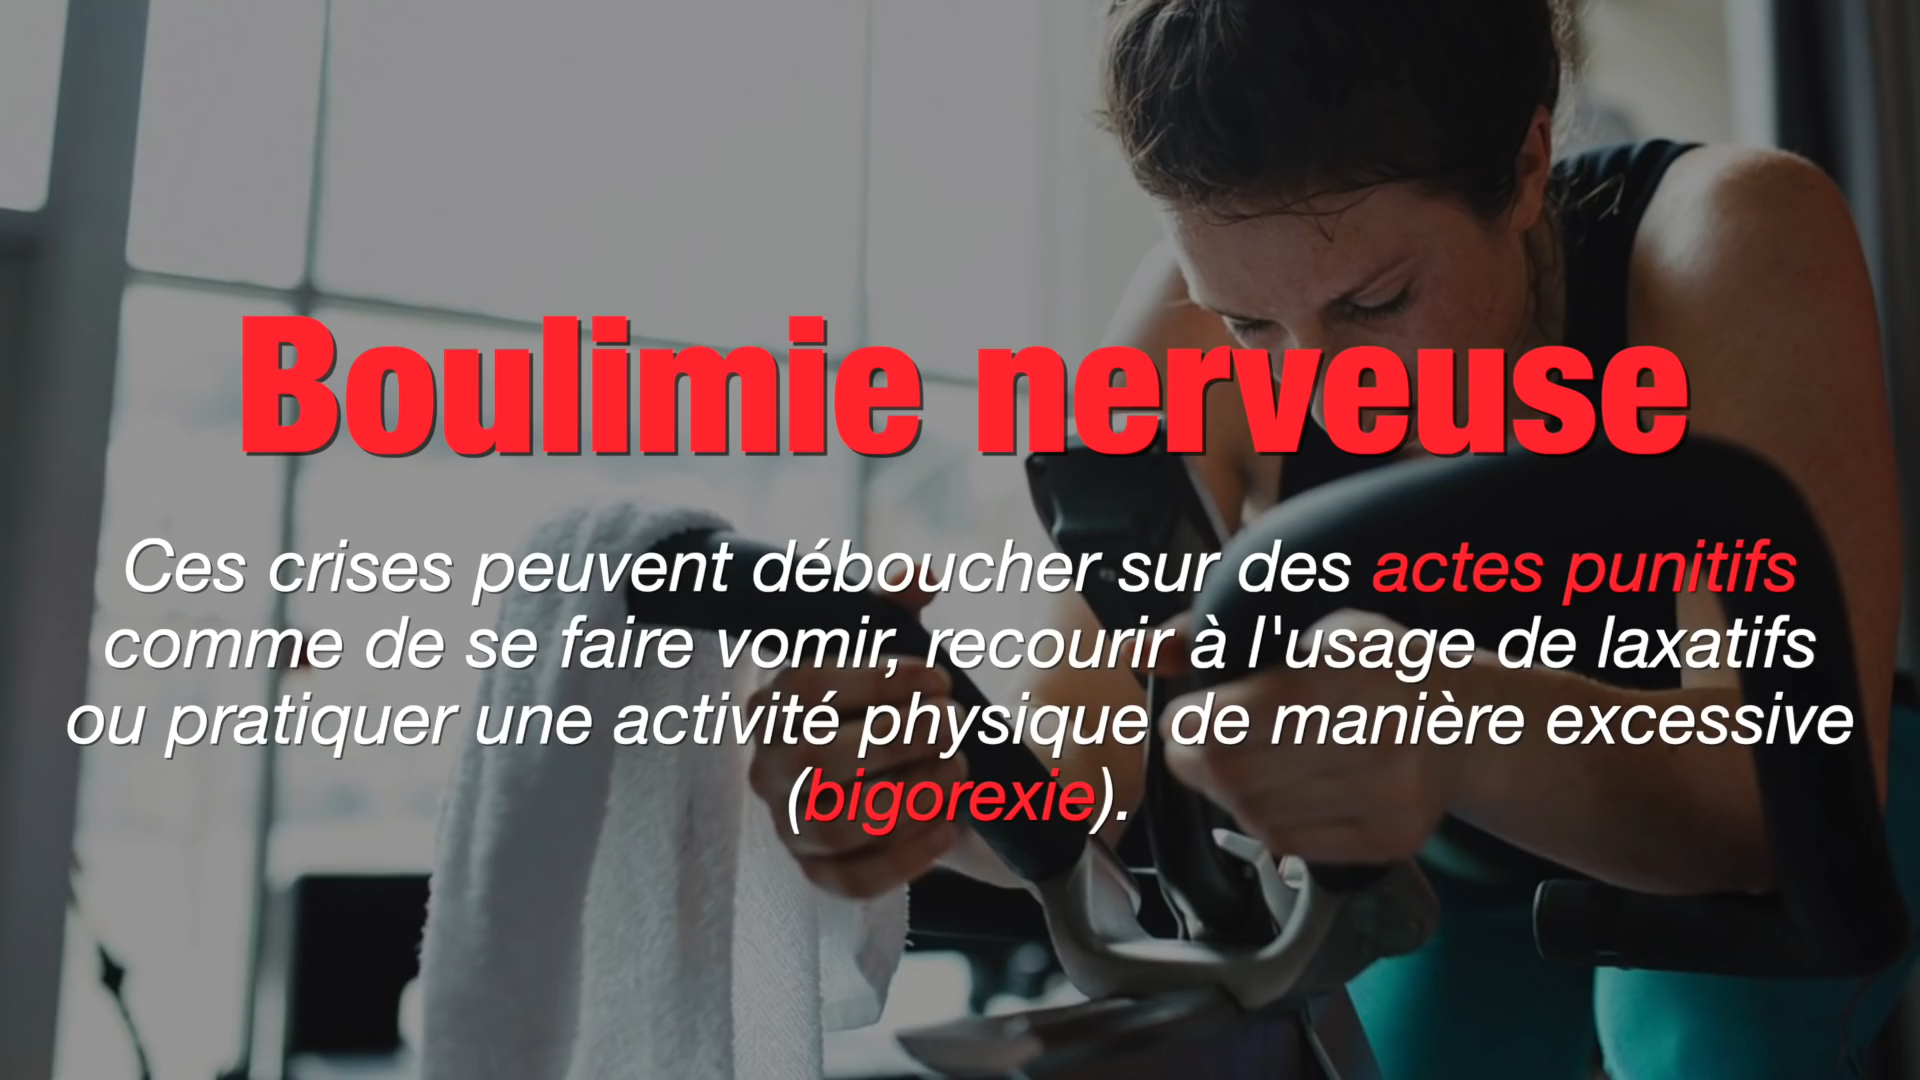 Boulimie nerveuse
Ces crises peuvent déboucher sur des actes punitifs
comme de se faire vomir, recourir à l'usage de laxatifs
ou pratiquer une activité physique de manière excessive
(bigorexie).